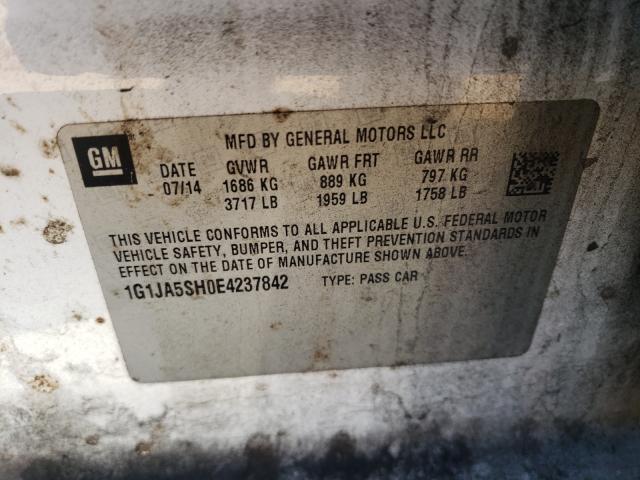 GM
MFD BY GENERAL MOTORS LLC
DATE GVWR GAWR FRT GAWR RR
07/14 1686 KG 889 KG 797 KG
3717 LB 1959 LB 1758 LB
THIS VEHICLE CONFORMS TO ALL APPLICABLE U.S. FEDERAL MOTOR
VEHICLE SAFETY, BUMPER, AND THEFT PREVENTION STANDARDS IN
EFFECT ON THE DATE OF MANUFACTURE SHOWN ABOVE.
1G1JA5SH0E4237842 TYPE: PASS CAR